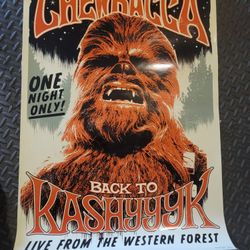 CHEWBACCA
ONE
NIGHT
ONLY!
BACK TO
KASHYYYK
LIVE FROM THE WESTERN FOREST